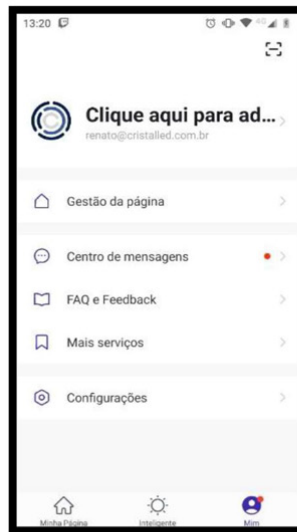 13:20
4G
Clique aqui para ad...
renato@cristalled.com.br
Gestão da página
Centro de mensagens
FAQ e Feedback
Mais serviços
Configurações
Minha Página
Inteligente
Mim